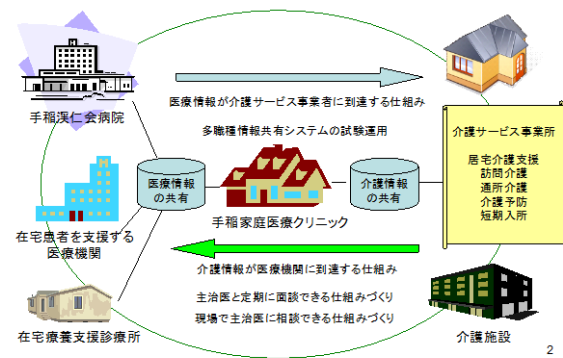 手稲渓仁会病院
医療情報が介護サービス事業者に到達する仕組み
多職種情報共有システムの試験運用
介護サービス事業所
居宅介護支援
訪問介護
通所介護
介護予防
短期入所
医療情報
の共有
介護情報
の共有
手稲家庭医療クリニック
在宅患者を支援する
医療機関
介護情報が医療機関に到達する仕組み
主治医と定期に面談できる仕組みづくり
現場で主治医に相談できる仕組みづくり
在宅療養支援診療所
介護施設
2